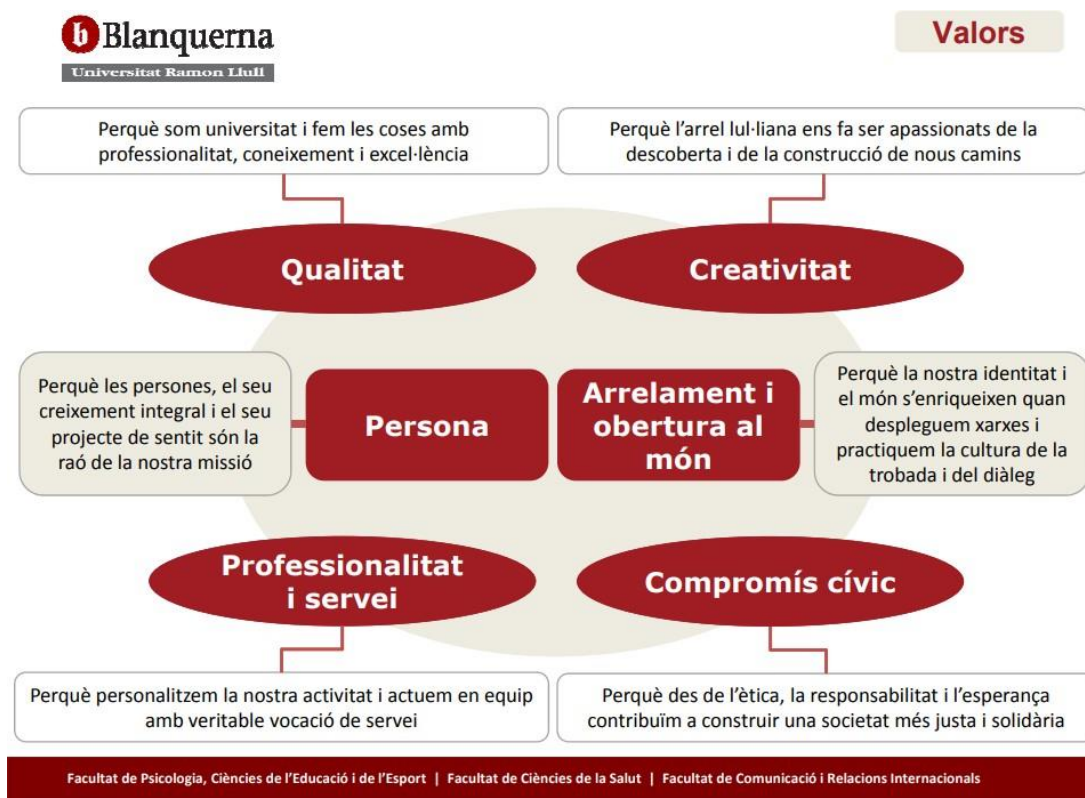 b Blanquerna
Universitat Ramon Llull
Valors
Perquè som universitat i fem les coses amb
professionalitat, coneixement i excel·lència
Perquè l'arrel lul·liana ens fa ser apassionats de la
descoberta i de la construcció de nous camins
Qualitat
Creativitat
Perquè les persones, el seu
creixement integral i el seu
projecte de sentit són la
raó de la nostra missió
Persona
Arrelament i
obertura al
món
Perquè la nostra identitat i
el món s'enriqueixen quan
despleguem xarxes i
practiquem la cultura de la
trobada i del diàleg
Professionalitat
i servei
Compromís cívic
Perquè personalitzem la nostra activitat i actuem en equip
amb veritable vocació de servei
Perquè des de l'ètica, la responsabilitat i l'esperança
contribuïm a construir una societat més justa i solidària
Facultat de Psicologia, Ciències de l'Educació i de l'Esport | Facultat de Ciències de la Salut | Facultat de Comunicació i Relacions Internacionals